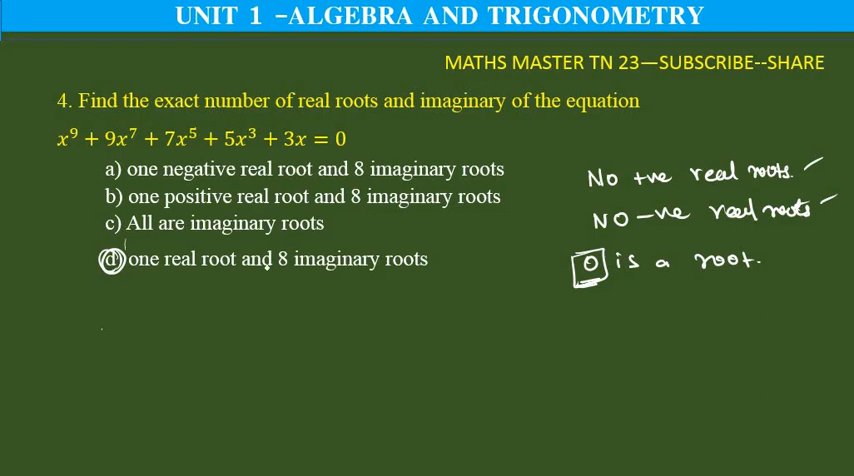 UNIT 1 –ALGEBRA AND TRIGONOMETRY
MATHS MASTER TN 23—SUBSCRIBE--SHARE
4. Find the exact number of real roots and imaginary of the equation
x⁹ + 9x⁷ + 7x⁵ + 5x³ + 3x = 0
a) one negative real root and 8 imaginary roots
b) one positive real root and 8 imaginary roots
c) All are imaginary roots
d) one real root and 8 imaginary roots
No +ve real roots.
NO -ve real roots
0 is a root.